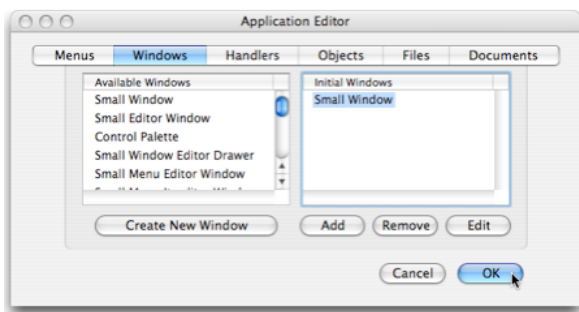 Application Editor
Menus Windows Handlers Objects Files Documents
Available Windows
Small Window
Small Editor Window
Control Palette
Small Window Editor Drawer
Small Menu Editor Window
Initial Windows
Small Window
Create New Window Add Remove Edit
Cancel OK